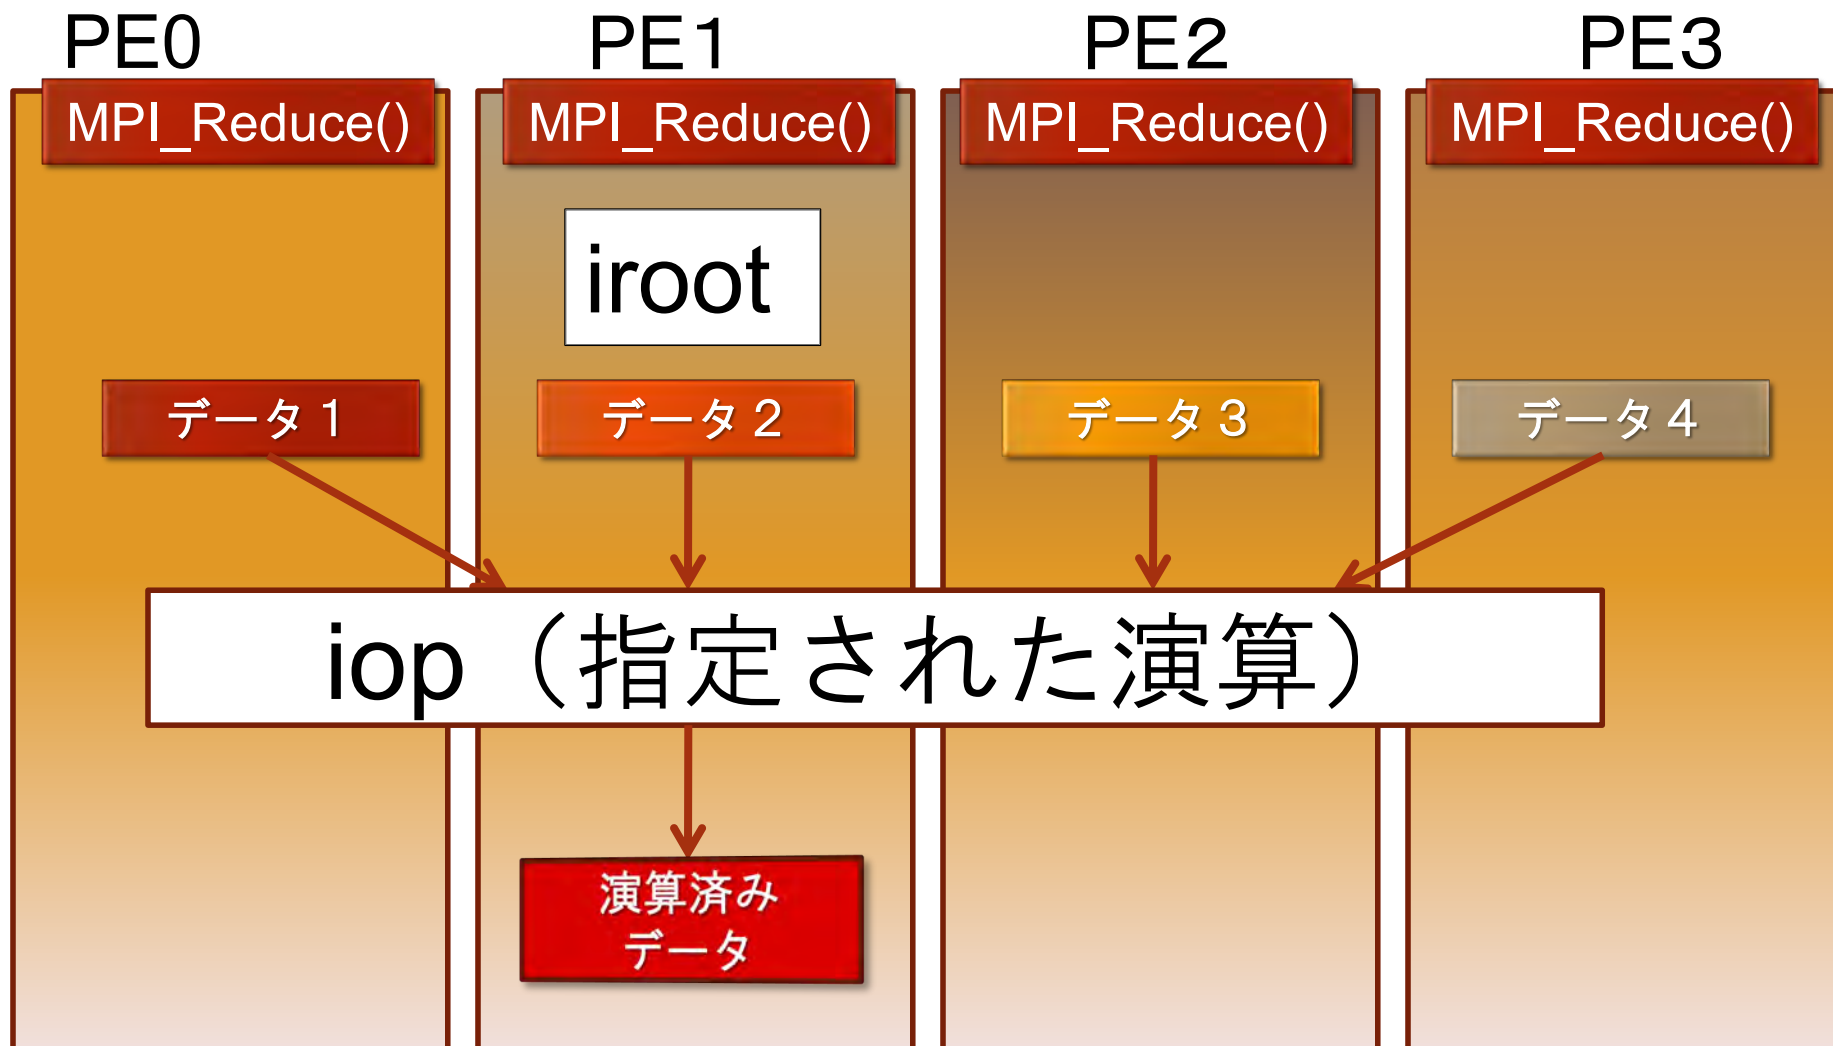 PE0 PE1 PE2 PE3
MPI_Reduce() MPI_Reduce() MPI_Reduce() MPI_Reduce()
iroot
データ1 データ2 データ3 データ4
iop（指定された演算）
演算済み
データ